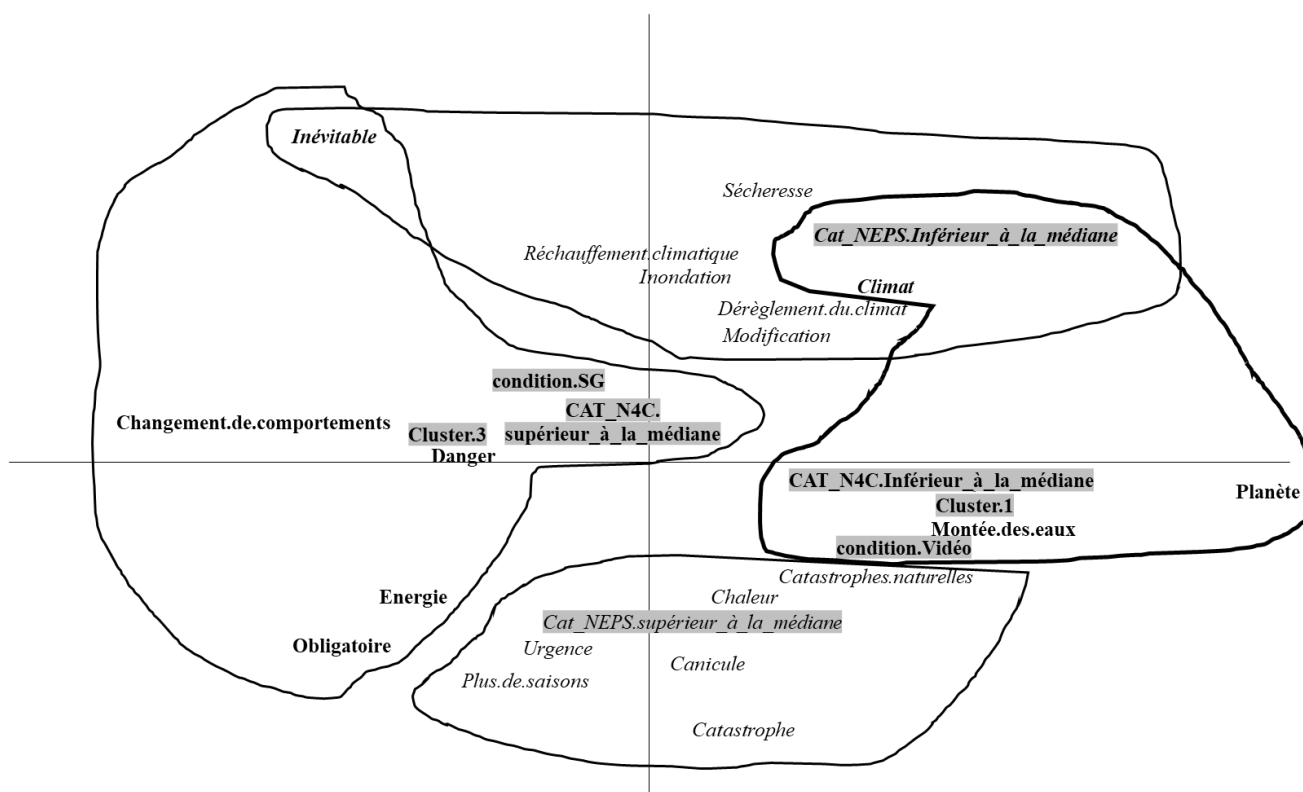 Inévitable
Sécheresse
Cat_NEPS.Inférieur_à_la_médiane
Réchauffement.climatique
Inondation
Climat
Dérèglement.du.climat
Modification
condition.SG
CAT_N4C.
supérieur_à_la_médiane
Changement.de.comportements
Cluster.3
Danger
CAT_N4C.Inférieur_à_la_médiane
Planète
Cluster.1
Montée.des.eaux
condition.Vidéo
Catastrophes.naturelles
Energie
Chaleur
Cat_NEPS.supérieur_à_la_médiane
Obligatoire
Urgence
Canicule
Plus.de.saisons
Catastrophe